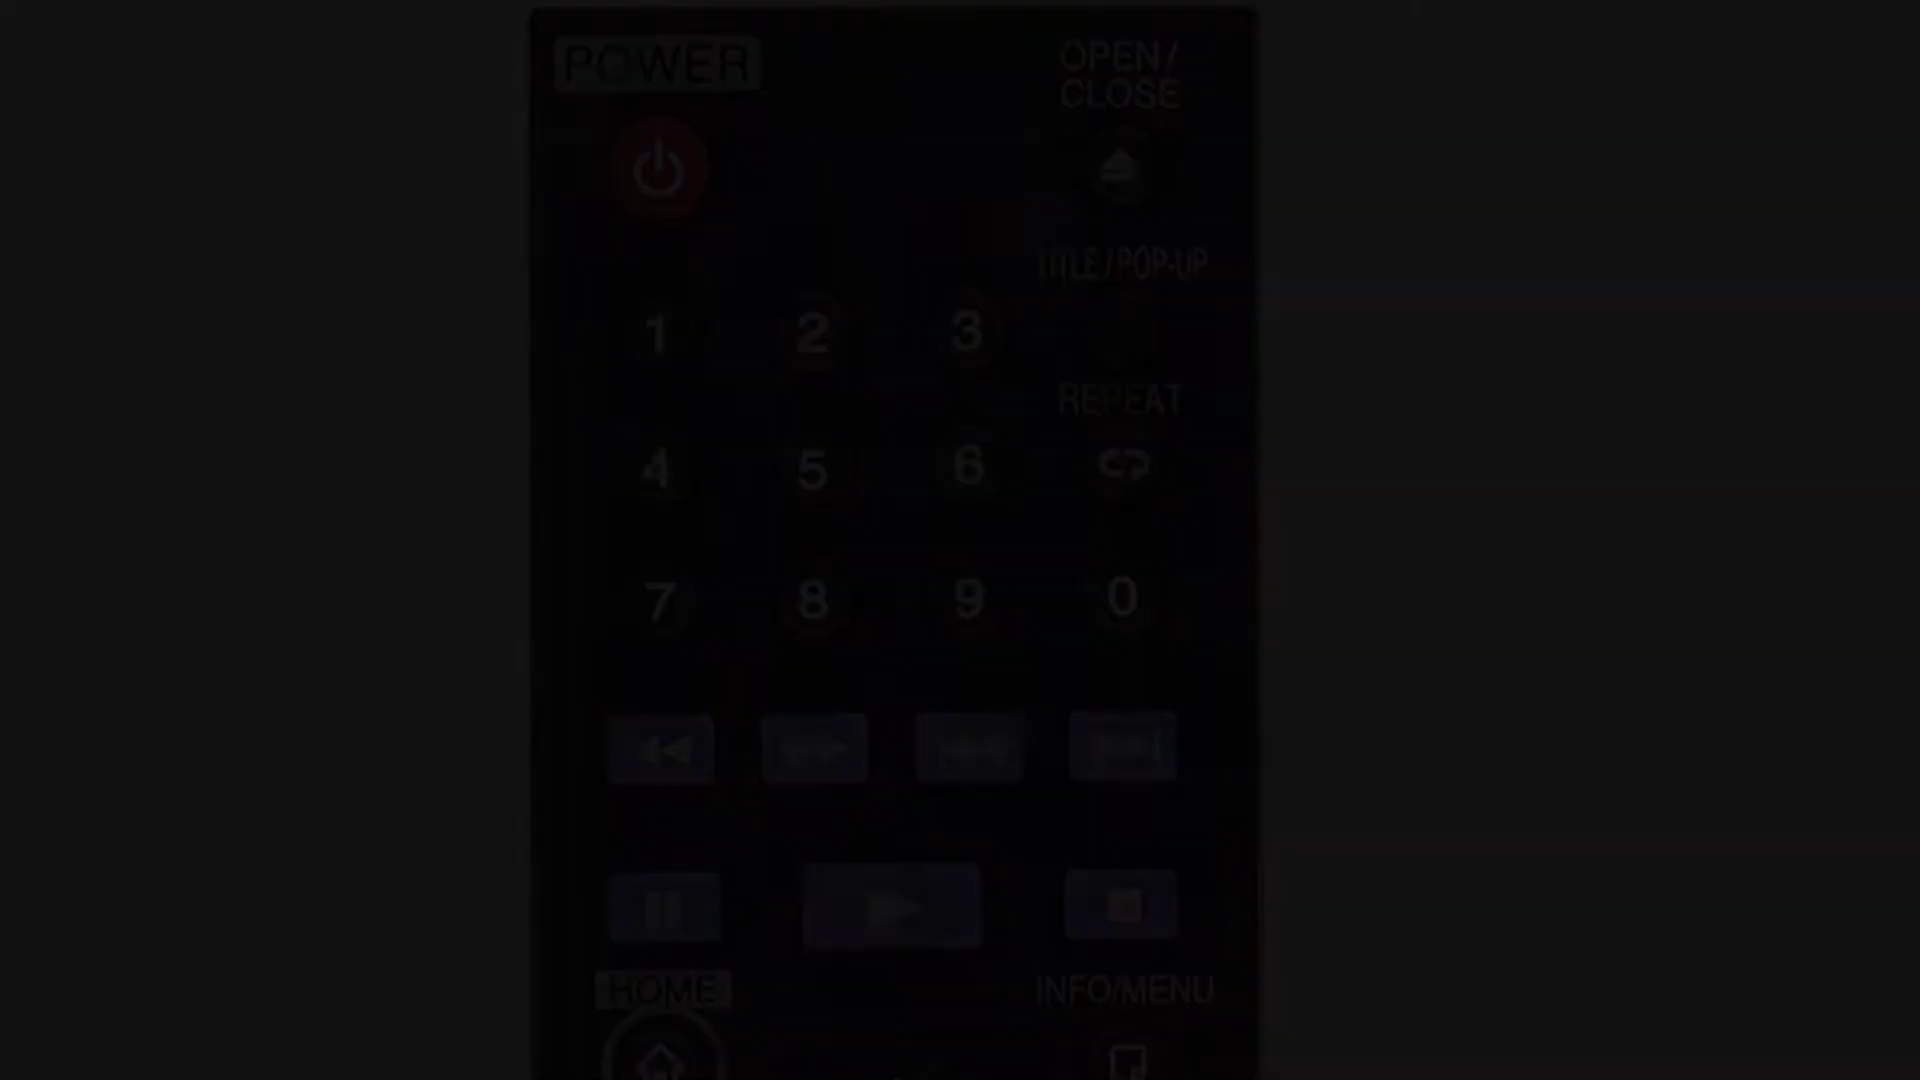 POWER
OPEN/
CLOSE
TITLE/POP-UP
1 2 3
REPEAT
4 5 6
7 8 9 0
HOME
INFO/MENU